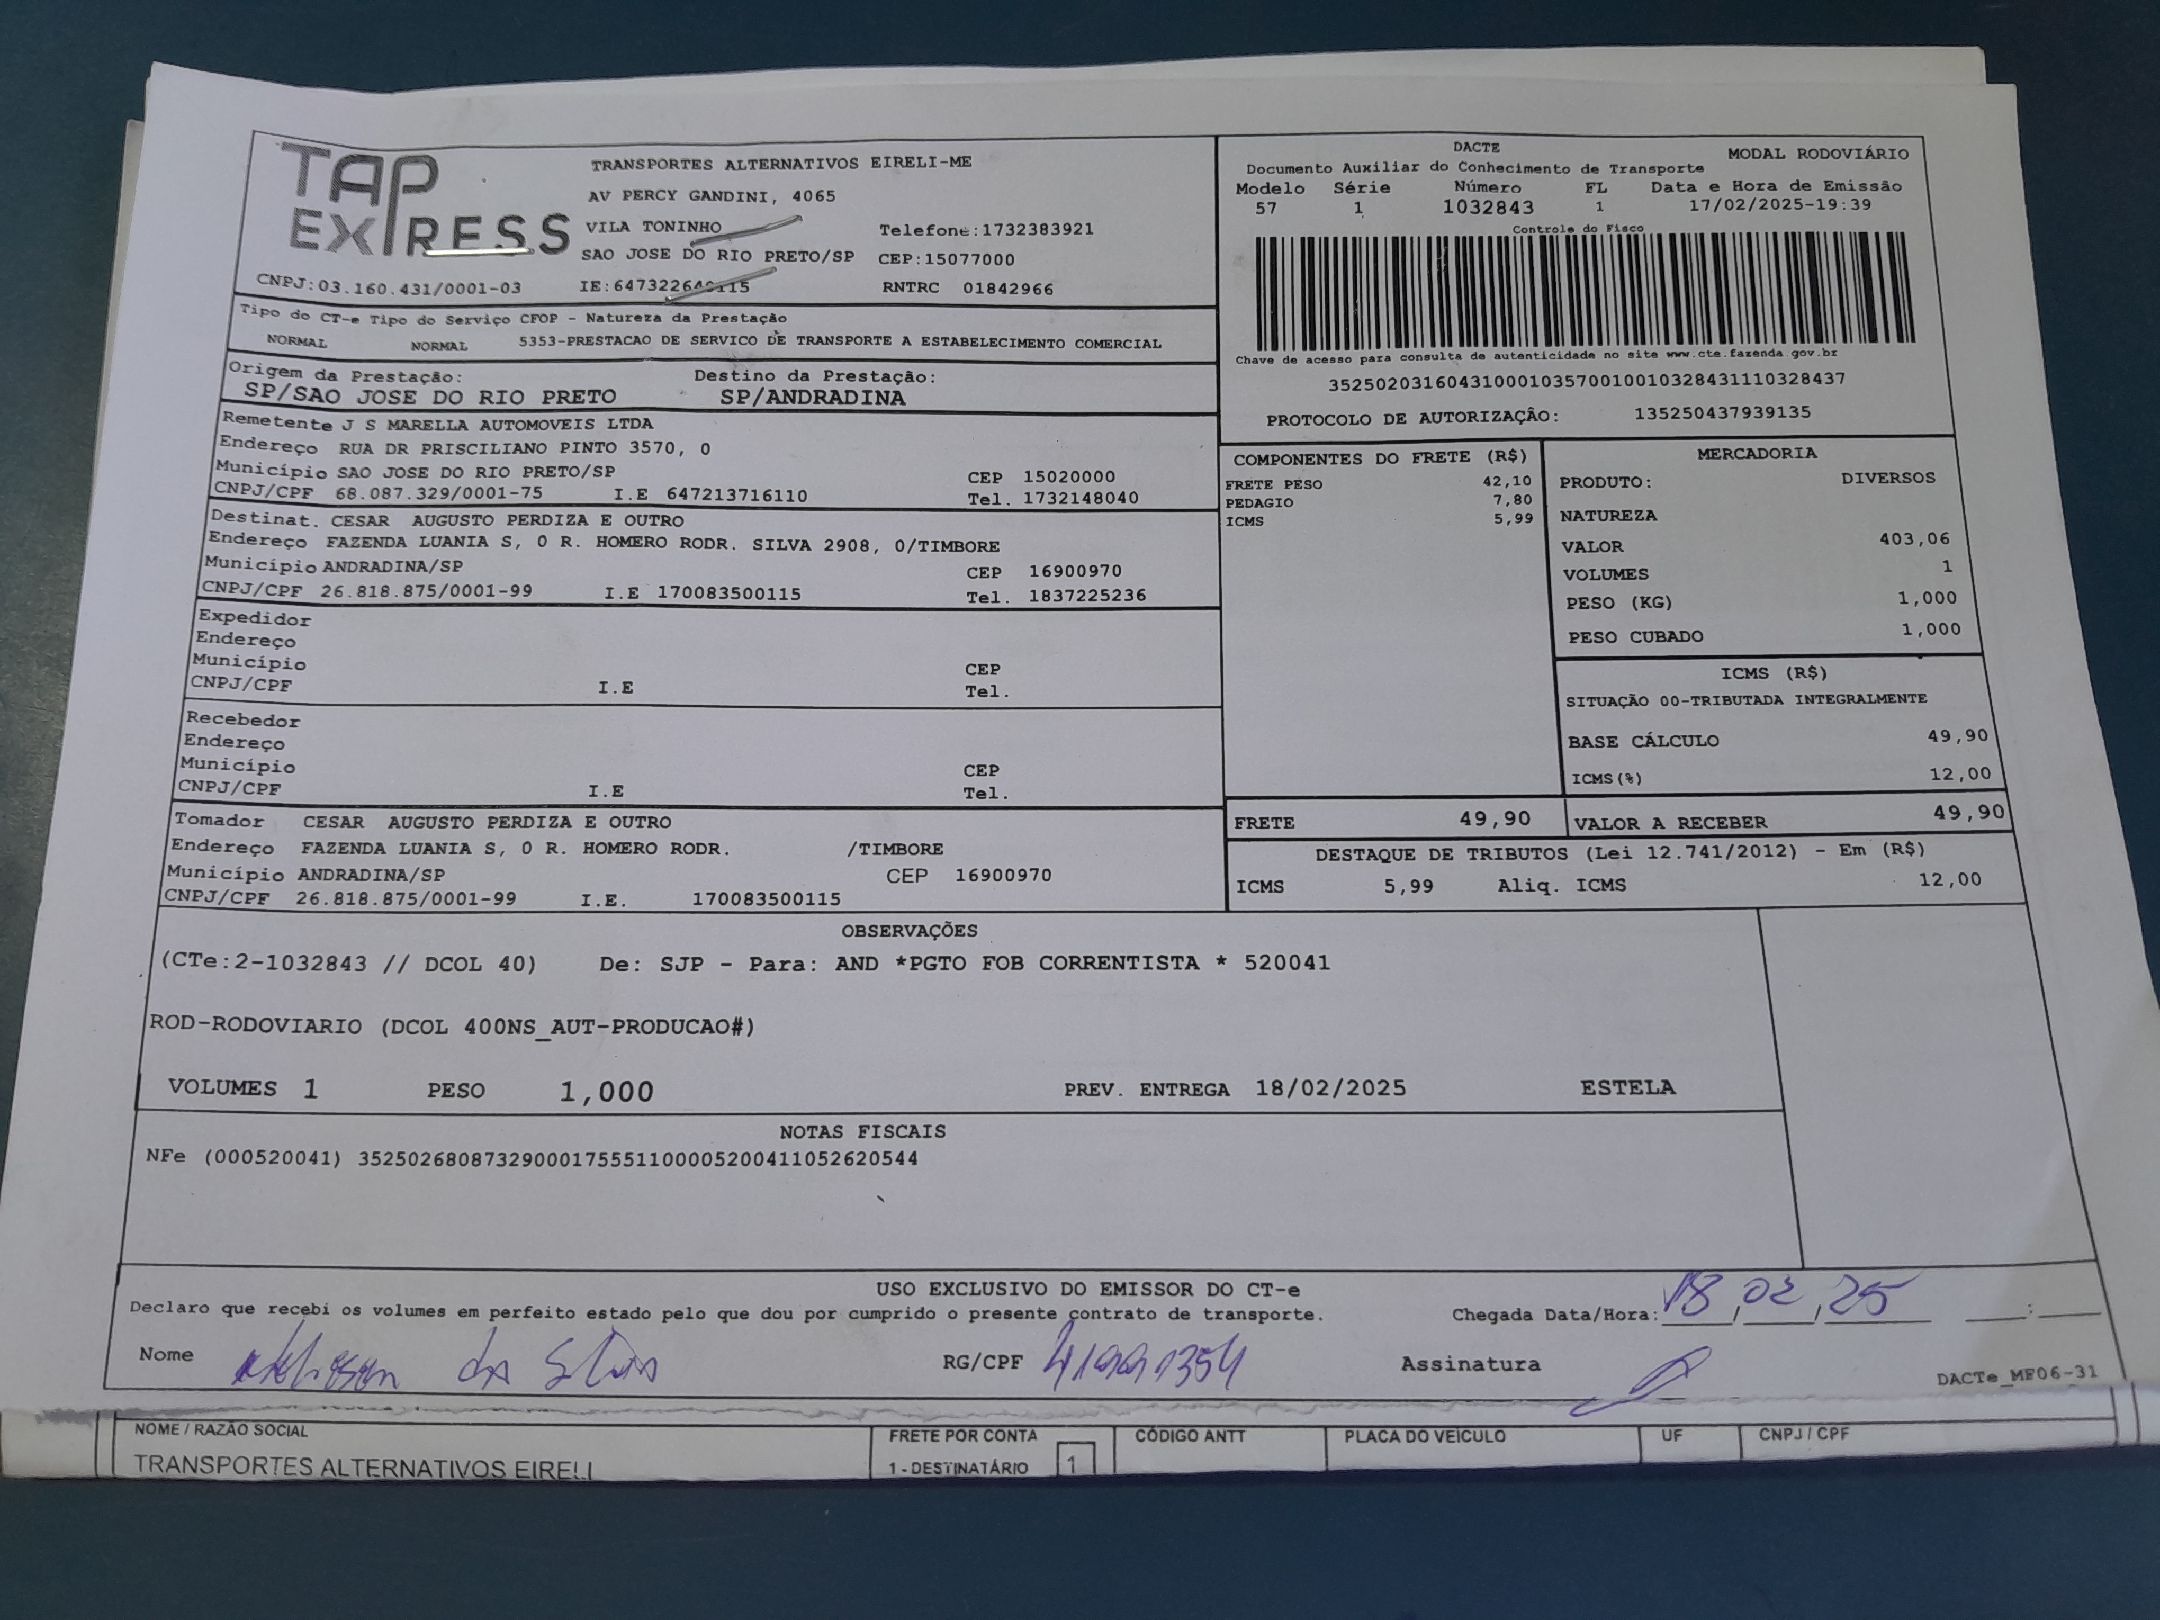 TAP EXPRESS
TRANSPORTES ALTERNATIVOS EIRELI-ME
AV PERCY GANDINI, 4065
VILA TONINHO Telefone:1732383921
SAO JOSE DO RIO PRETO/SP CEP:15077000
CNPJ:03.160.431/0001-03 RNTRC 01842966
DACTE
Documento Auxiliar do Conhecimento de Transporte MODAL RODOVIÁRIO
Modelo Série Número FL Data e Hora de Emissão
57 1 1032843 1 17/02/2025-19:39
Controle do Fisco
Chave de acesso para consulta de autenticidade no site www.cte.fazenda.gov.br
35250203160431000103570010010328431110328437
PROTOCOLO DE AUTORIZAÇÃO: 135250437939135
Tipo do CT-e Tipo do Serviço CFOP - Natureza da Prestação
NORMAL NORMAL 5353-PRESTACAO DE SERVICO DE TRANSPORTE A ESTABELECIMENTO COMERCIAL
Origem da Prestação: Destino da Prestação:
SP/SAO JOSE DO RIO PRETO SP/ANDRADINA
Remetente J S MARELLA AUTOMOVEIS LTDA
Endereço RUA DR PRISCILIANO PINTO 3570, 0
Município SAO JOSE DO RIO PRETO/SP CEP 15020000
CNPJ/CPF 68.087.329/0001-75 I.E 647213716110 Tel. 1732148040
Destinat. CESAR AUGUSTO PERDIZA E OUTRO
Endereço FAZENDA LUANIA S, 0 R. HOMERO RODR. SILVA 2908, 0/TIMBORE
Município ANDRADINA/SP CEP 16900970
CNPJ/CPF 26.818.875/0001-99 I.E 170083500115 Tel. 1837225236
Expedidor
Endereço
Município CEP
CNPJ/CPF I.E Tel.
Recebedor
Endereço
Município CEP
CNPJ/CPF I.E Tel.
Tomador CESAR AUGUSTO PERDIZA E OUTRO
Endereço FAZENDA LUANIA S, 0 R. HOMERO RODR. /TIMBORE
Município ANDRADINA/SP CEP 16900970
CNPJ/CPF 26.818.875/0001-99 I.E. 170083500115
COMPONENTES DO FRETE (R$)
FRETE PESO 42,10
PEDAGIO 7,80
ICMS 5,99
MERCADORIA
PRODUTO: DIVERSOS
NATUREZA
VALOR 403,06
VOLUMES 1
PESO (KG) 1,000
PESO CUBADO 1,000
ICMS (R$)
SITUAÇÃO 00-TRIBUTADA INTEGRALMENTE
BASE CÁLCULO 49,90
ICMS(%) 12,00
FRETE 49,90 VALOR A RECEBER 49,90
DESTAQUE DE TRIBUTOS (Lei 12.741/2012) - Em (R$)
ICMS 5,99 Aliq. ICMS 12,00
OBSERVAÇÕES
(CTe:2-1032843 // DCOL 40) De: SJP - Para: AND *PGTO FOB CORRENTISTA * 520041
ROD-RODOVIARIO (DCOL 400NS_AUT-PRODUCAO#)
VOLUMES 1 PESO 1,000 PREV. ENTREGA 18/02/2025 ESTELA
NOTAS FISCAIS
NFe (000520041) 35250268087329000175551100005200411052620544
USO EXCLUSIVO DO EMISSOR DO CT-e
Declaro que recebi os volumes em perfeito estado pelo que dou por cumprido o presente contrato de transporte. Chegada Data/Hora: 18,02,25 :
Nome da Silva RG/CPF Assinatura
DACTe_MF06-31
NOME / RAZÃO SOCIAL FRETE POR CONTA CÓDIGO ANTT PLACA DO VEÍCULO UF CNPJ / CPF
TRANSPORTES ALTERNATIVOS EIRELI 1 - DESTINATÁRIO 1